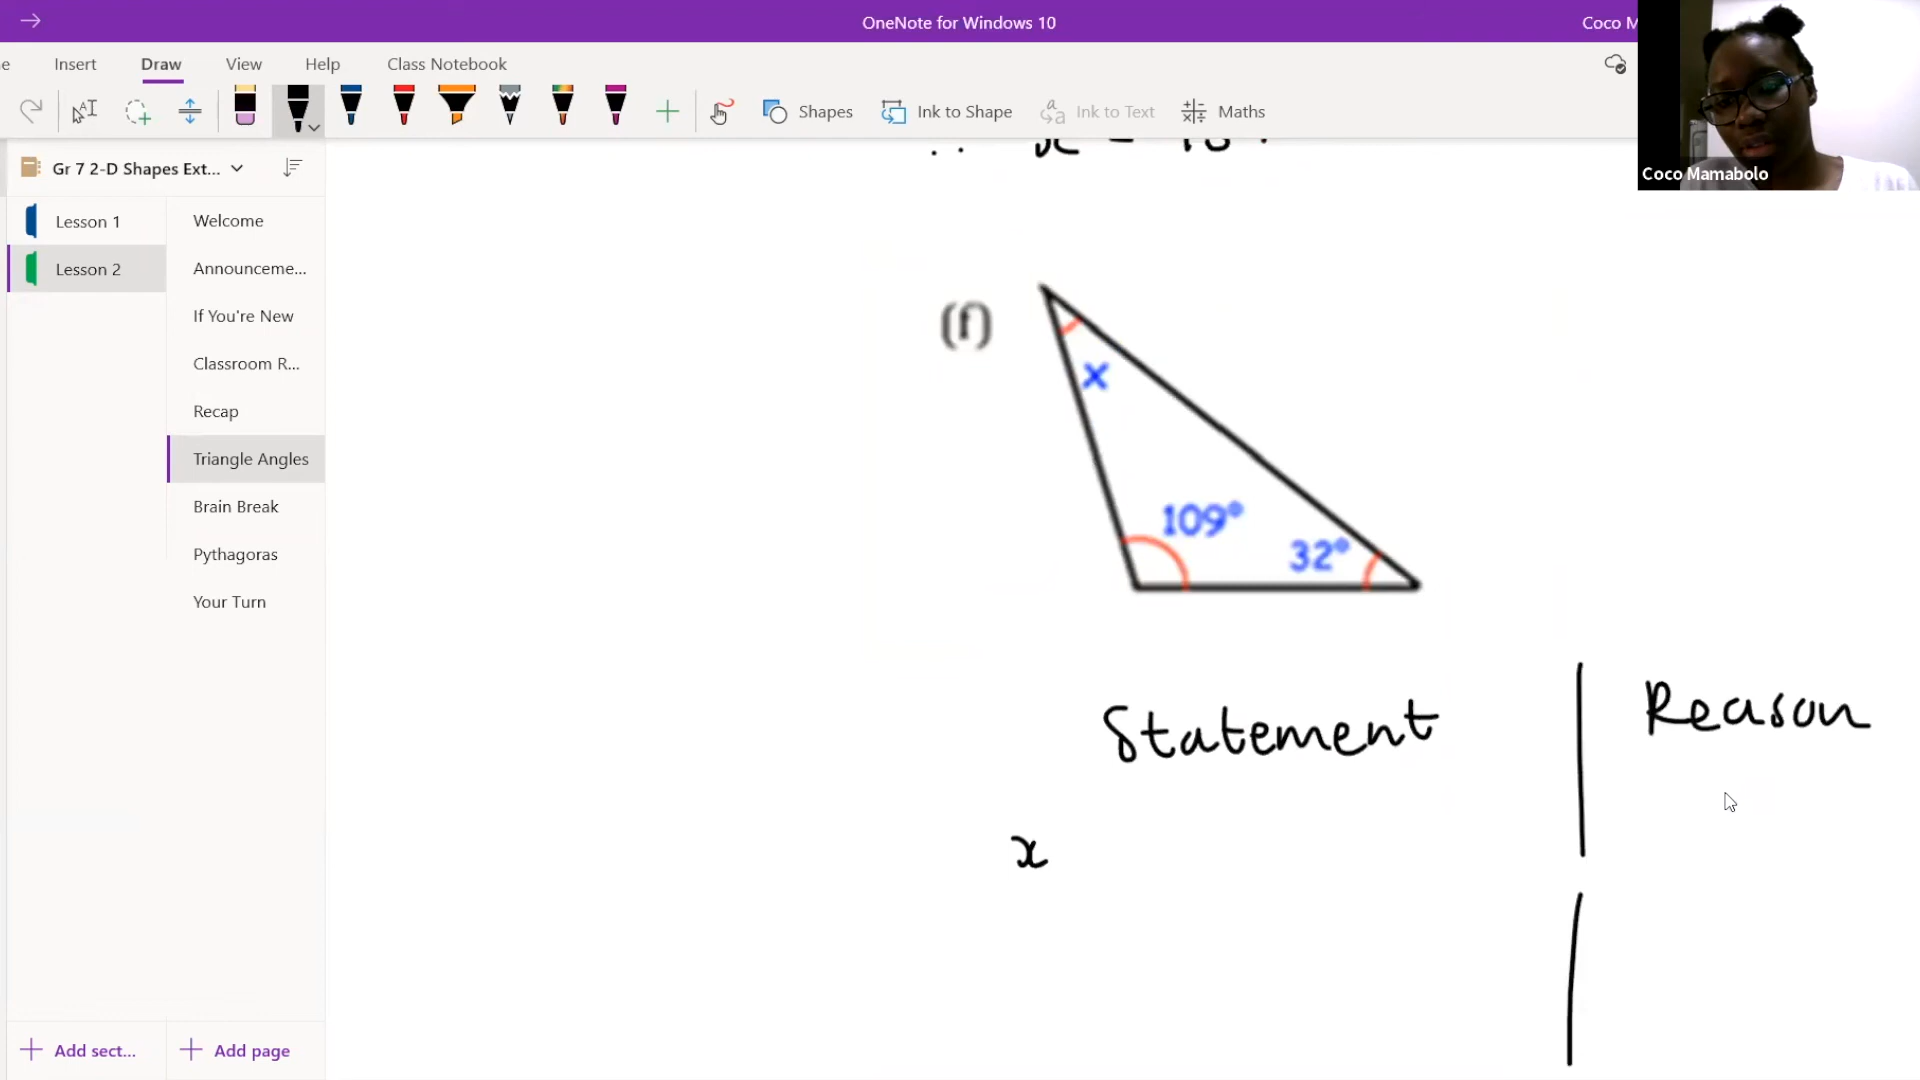 OneNote for Windows 10
Coco M
Insert
Draw
View
Help
Class Notebook
Shapes
Ink to Shape
Ink to Text
Maths
Coco Mamabolo
Gr 7 2-D Shapes Ext...
Lesson 1
Lesson 2
Welcome
Announceme...
If You're New
Classroom R...
Recap
Triangle Angles
Brain Break
Pythagoras
Your Turn
(f)
x
109°
32°
Statement
Reason
x
Add sect...
Add page